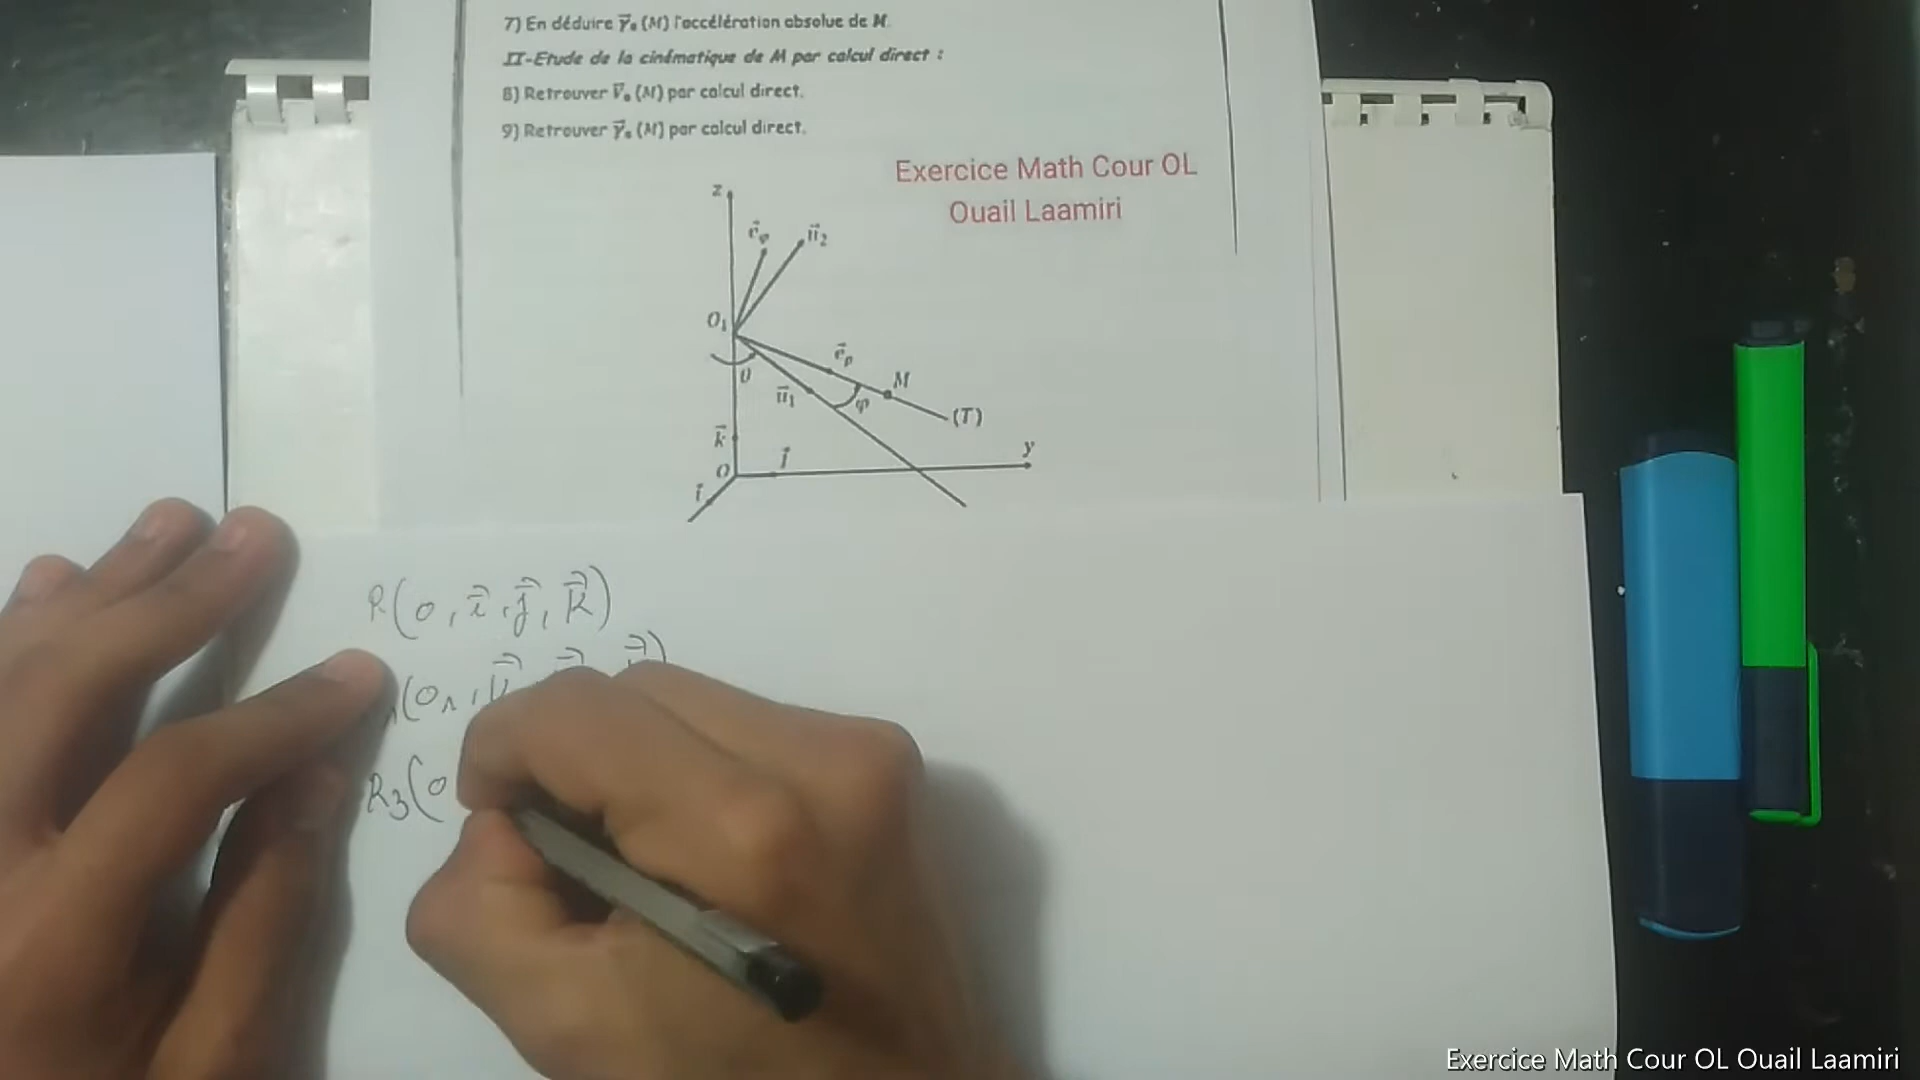 7) En déduire γ⃗ₐ (M) l'accélération absolue de M.
II-Etude de la cinématique de M par calcul direct :
8) Retrouver V⃗ₐ (M) par calcul direct.
9) Retrouver γ⃗ₐ (M) par calcul direct.
Exercice Math Cour OL
Ouail Laamiri
z
e⃗φ u⃗2
O1
e⃗ρ
θ
M
u⃗1
φ
(T)
k⃗
y
O j⃗
i⃗
R(O, i⃗, j⃗, k⃗)
(O1,
R3(O
Exercice Math Cour OL Ouail Laamiri